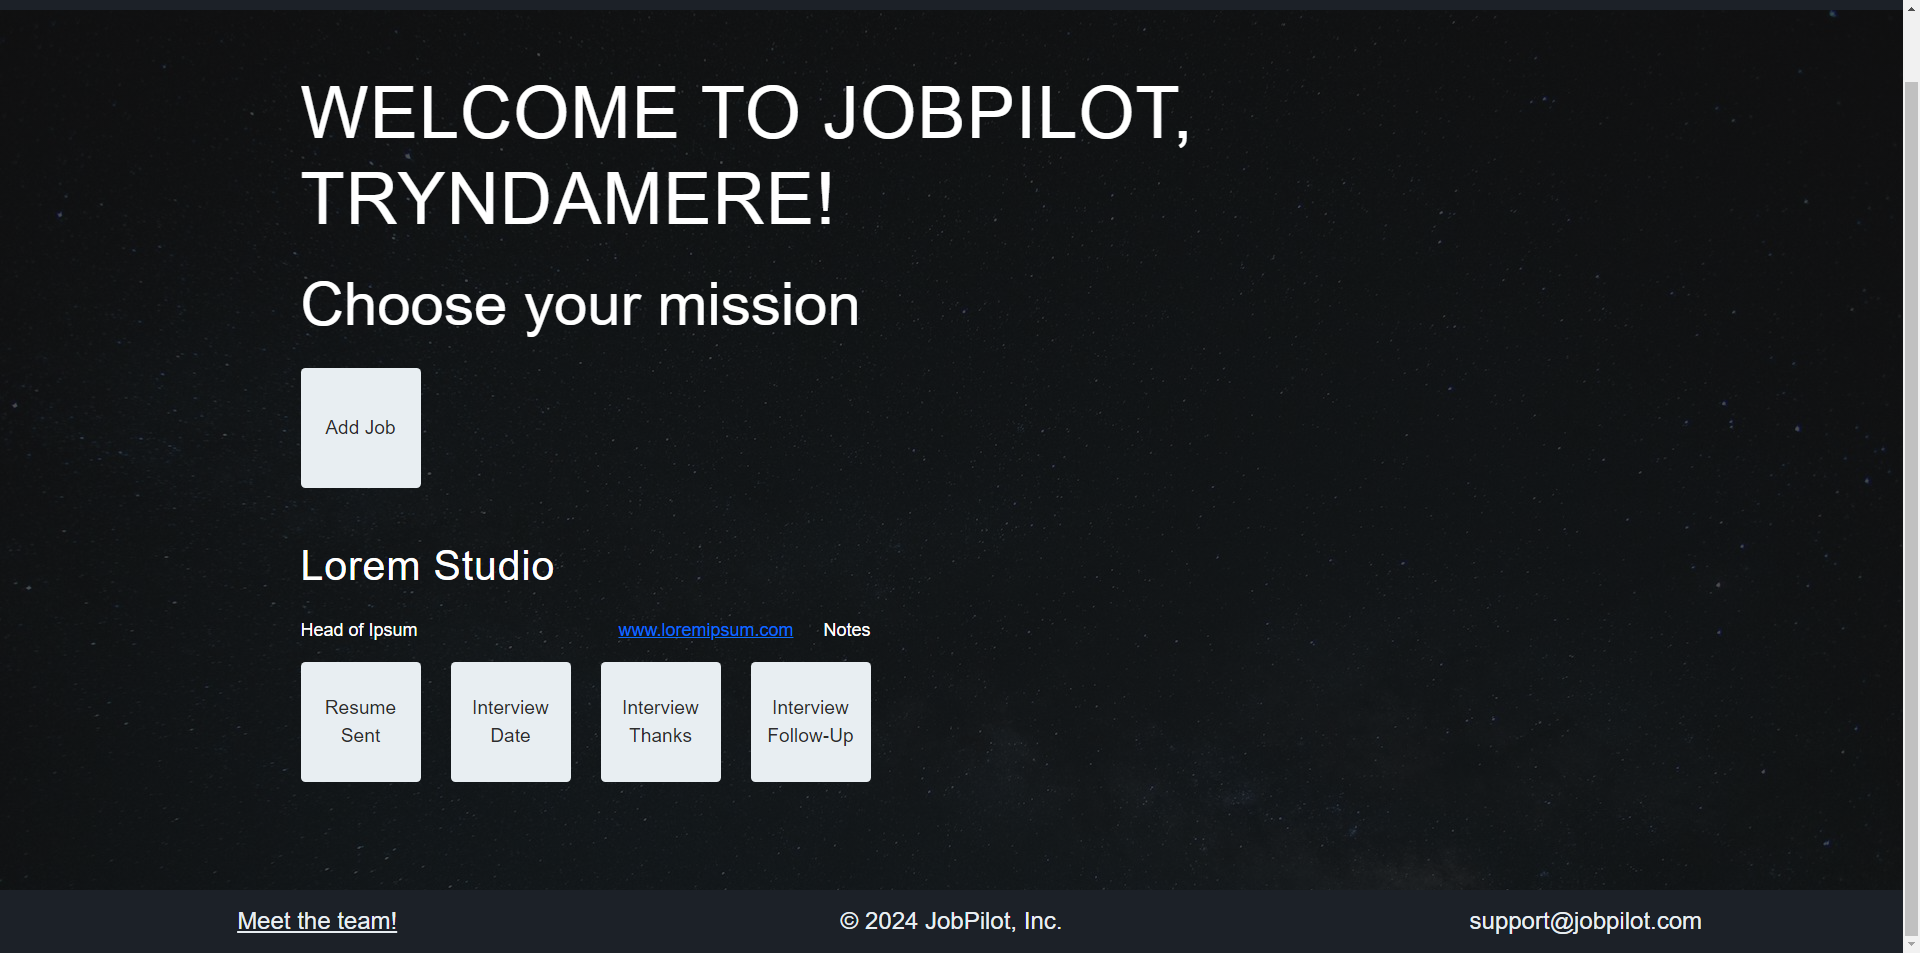 WELCOME TO JOBPILOT,
TRYNDAMERE!
Choose your mission
Add Job
Lorem Studio
Head of Ipsum www.loremipsum.com Notes
Resume Sent
Interview Date
Interview Thanks
Interview Follow-Up
Meet the team! © 2024 JobPilot, Inc. support@jobpilot.com